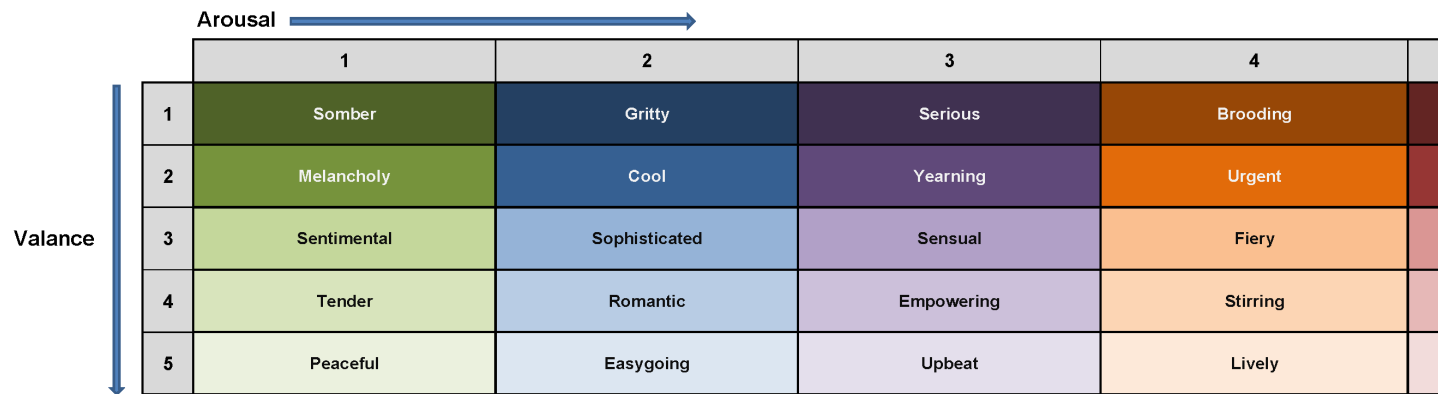 Arousal
1 2 3 4
1 Somber Gritty Serious Brooding
2 Melancholy Cool Yearning Urgent
Valance 3 Sentimental Sophisticated Sensual Fiery
4 Tender Romantic Empowering Stirring
5 Peaceful Easygoing Upbeat Lively